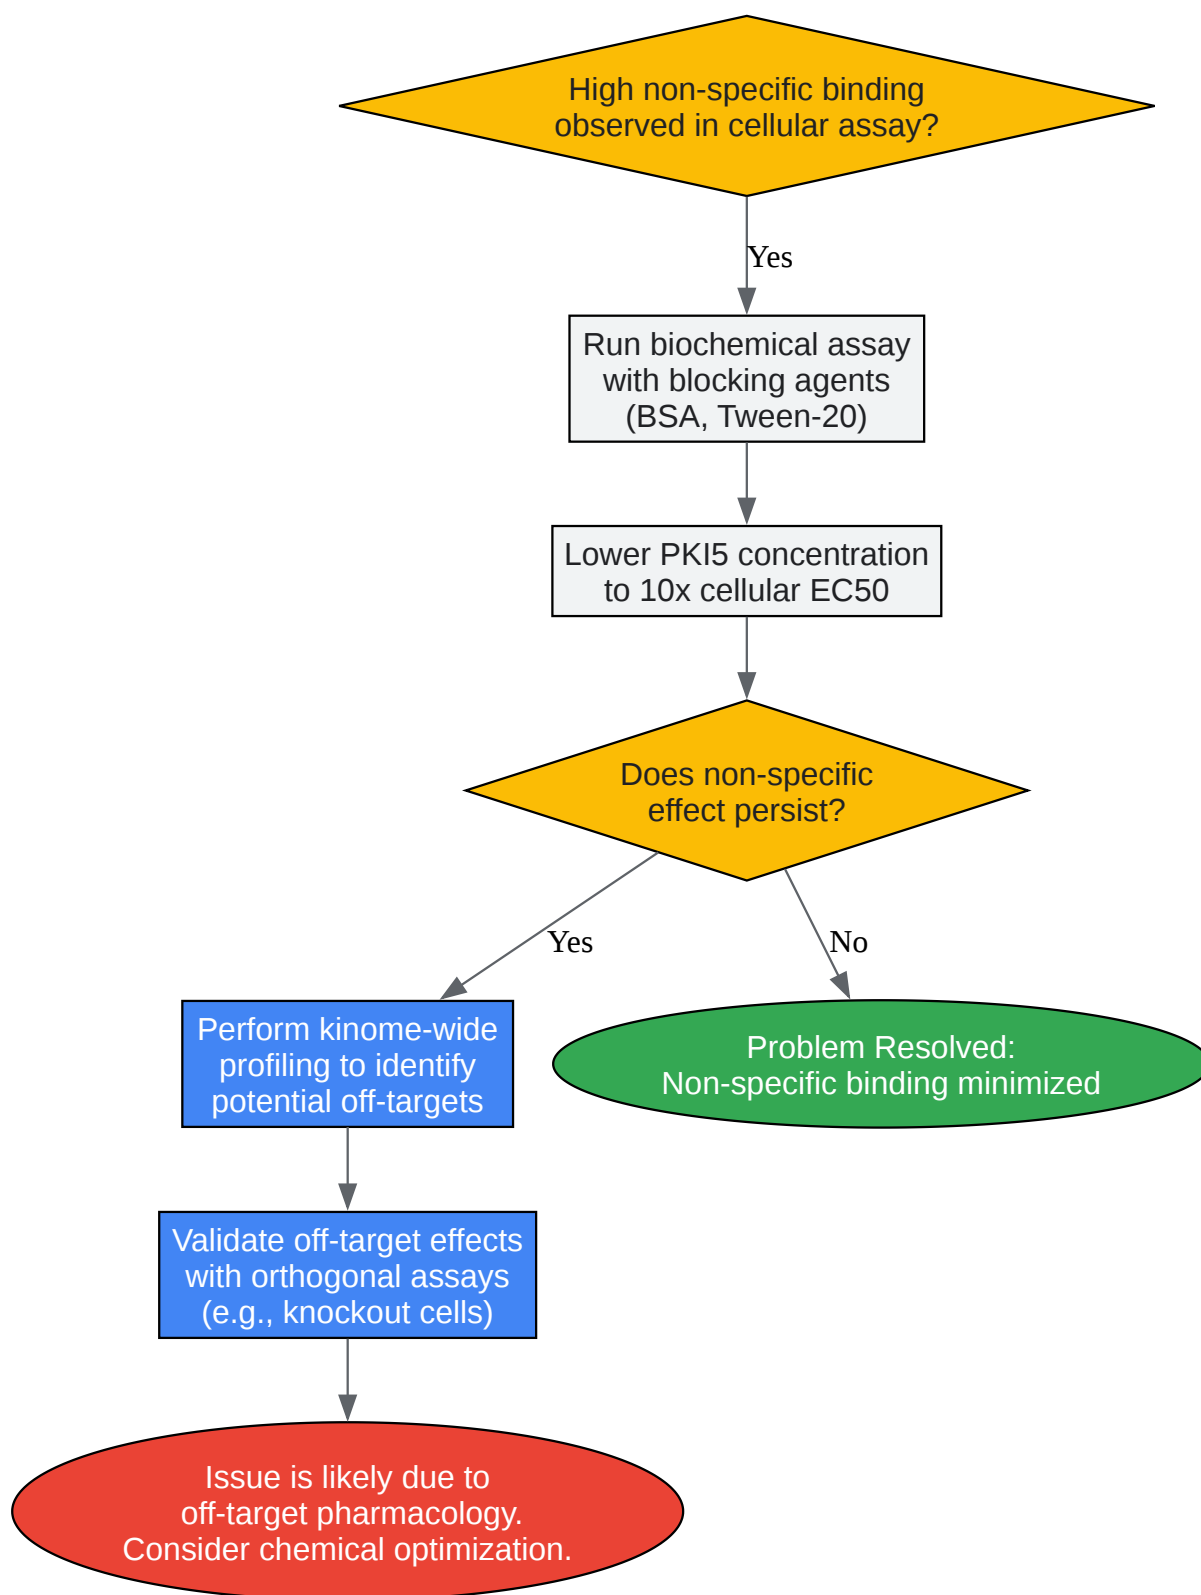 High non-specific binding
observed in cellular assay?
Yes
Run biochemical assay
with blocking agents
(BSA, Tween-20)
Lower PKI5 concentration
to 10x cellular EC50
Does non-specific
effect persist?
Yes
No
Perform kinome-wide
profiling to identify
potential off-targets
Problem Resolved:
Non-specific binding minimized
Validate off-target effects
with orthogonal assays
(e.g., knockout cells)
Issue is likely due to
off-target pharmacology.
Consider chemical optimization.